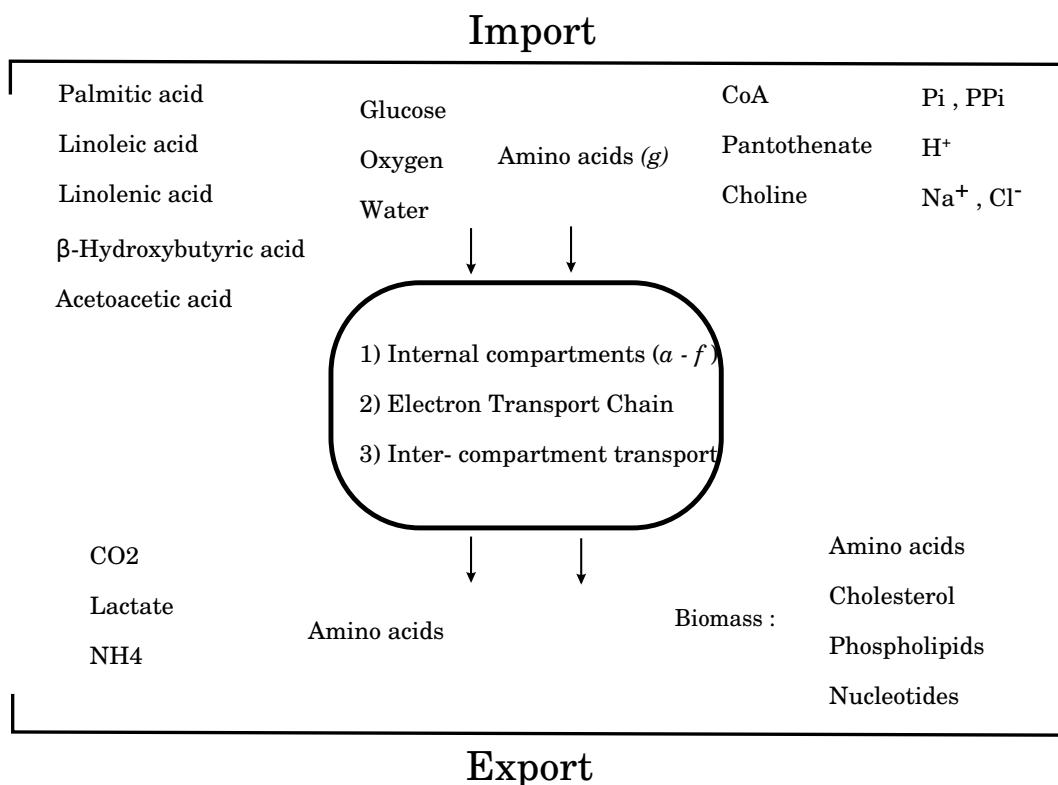 Import
Palmitic acid
Linoleic acid
Linolenic acid
β-Hydroxybutyric acid
Acetoacetic acid
Glucose
Oxygen
Water
Amino acids (g)
CoA
Pantothenate
Choline
Pi , PPi
H⁺
Na⁺ , Cl⁻
1) Internal compartments (a - f )
2) Electron Transport Chain
3) Inter- compartment transport
CO2
Lactate
NH4
Amino acids
Biomass :
Amino acids
Cholesterol
Phospholipids
Nucleotides
Export